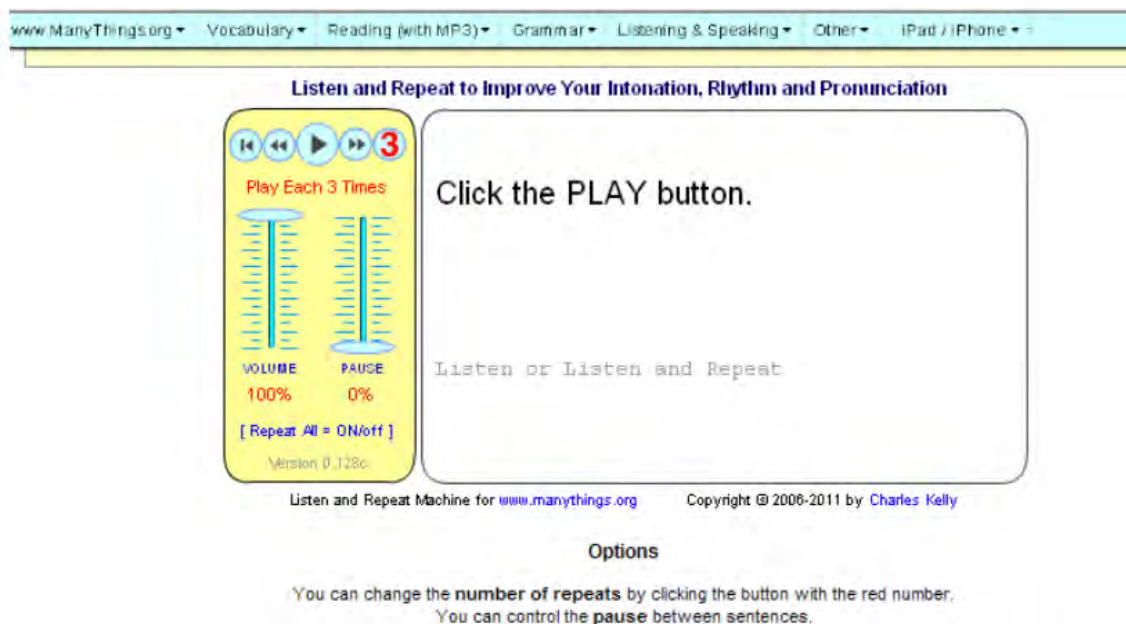 www.ManyThings.org Vocabulary Reading (with MP3) Grammar Listening & Speaking Other iPad / iPhone
Listen and Repeat to Improve Your Intonation, Rhythm and Pronunciation
3
Play Each 3 Times
Click the PLAY button.
VOLUME PAUSE
100% 0%
Listen or Listen and Repeat
[ Repeat All = ON/off ]
Version 0.128c
Listen and Repeat Machine for www.manythings.org Copyright © 2006-2011 by Charles Kelly
Options
You can change the number of repeats by clicking the button with the red number.
You can control the pause between sentences.